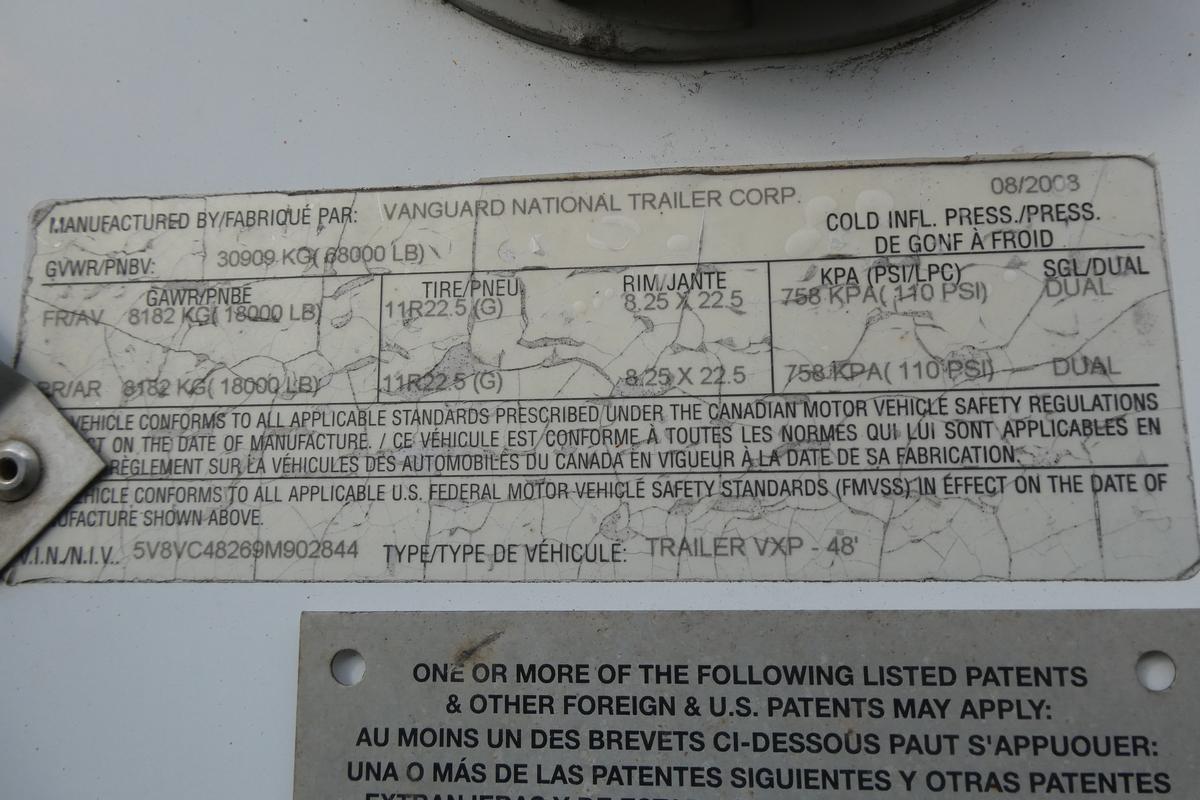 MANUFACTURED BY/FABRIQUÉ PAR: VANGUARD NATIONAL TRAILER CORP. 08/2008
GVWR/PNBV: 30909 KG( 68000 LB) COLD INFL. PRESS./PRESS. DE GONF À FROID
GAWR/PNBE TIRE/PNEU RIM/JANTE KPA (PSI/LPC) SGL/DUAL
FR/AV 8182 KG( 18000 LB) 11R22.5 (G) 8.25 X 22.5 758 KPA( 110 PSI) DUAL
RR/AR 8182 KG( 18000 LB) 11R22.5 (G) 8.25 X 22.5 758 KPA( 110 PSI) DUAL
VEHICLE CONFORMS TO ALL APPLICABLE STANDARDS PRESCRIBED UNDER THE CANADIAN MOTOR VEHICLE SAFETY REGULATIONS
ON THE DATE OF MANUFACTURE. / CE VÉHICULE EST CONFORME À TOUTES LES NORMES QUI LUI SONT APPLICABLES EN
RÈGLEMENT SUR LA VÉHICULES DES AUTOMOBILES DU CANADA EN VIGUEUR À LA DATE DE SA FABRICATION.
CONFORMS TO ALL APPLICABLE U.S. FEDERAL MOTOR VEHICLE SAFETY STANDARDS (FMVSS) IN EFFECT ON THE DATE OF
SHOWN ABOVE.
V.I.N./N.I.V.. 5V8VC48269M902844 TYPE/TYPE DE VÉHICULE: TRAILER VXP - 48'
ONE OR MORE OF THE FOLLOWING LISTED PATENTS
& OTHER FOREIGN & U.S. PATENTS MAY APPLY:
AU MOINS UN DES BREVETS CI-DESSOUS PAUT S'APPUOUER:
UNA O MÁS DE LAS PATENTES SIGUIENTES Y OTRAS PATENTES